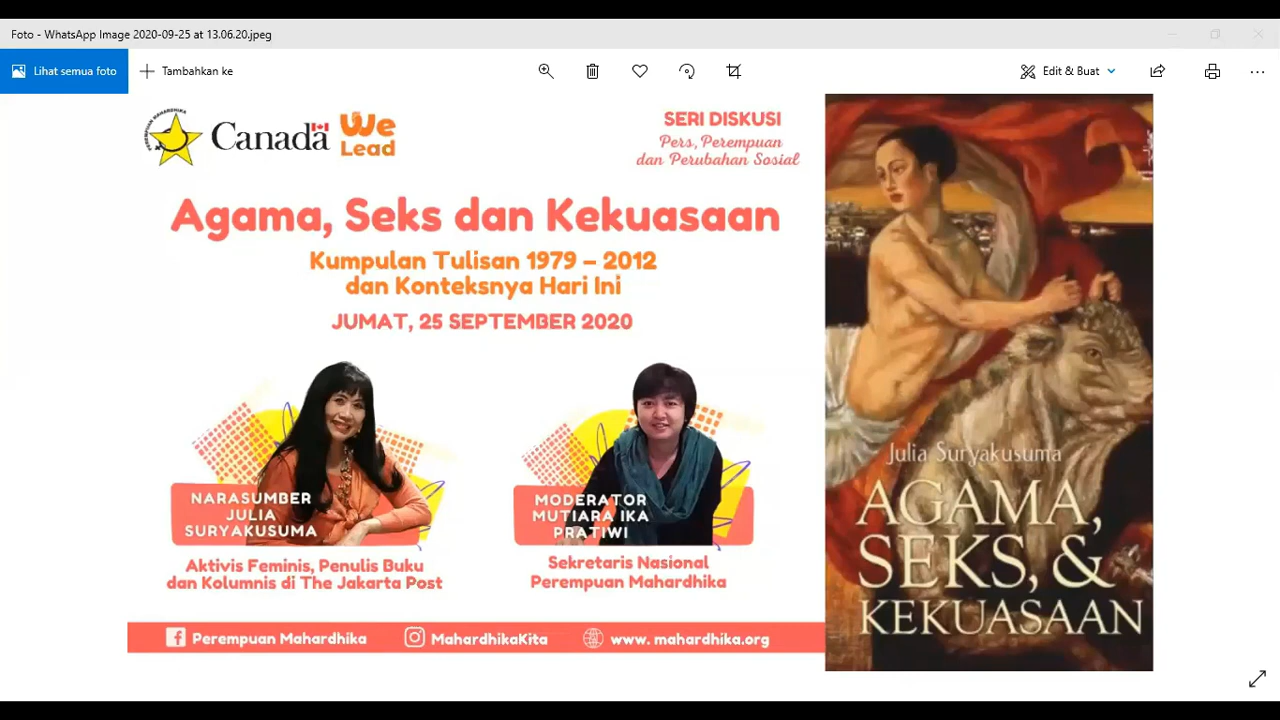 Foto - WhatsApp Image 2020-09-25 at 13.06.20.jpeg
Lihat semua foto
Tambahkan ke
Edit & Buat
PEREMPUAN MAHARDHIKA
Canada
We
Lead
SERI DISKUSI
Pers, Perempuan
dan Perubahan Sosial
Agama, Seks dan Kekuasaan
Kumpulan Tulisan 1979 – 2012
dan Konteksnya Hari Ini
JUMAT, 25 SEPTEMBER 2020
NARASUMBER
JULIA
SURYAKUSUMA
Aktivis Feminis, Penulis Buku
dan Kolumnis di The Jakarta Post
MODERATOR
MUTIARA IKA
PRATIWI
Sekretaris Nasional
Perempuan Mahardhika
Perempuan Mahardhika
MahardhikaKita
www. mahardhika.org
Julia Suryakusuma
AGAMA,
SEKS, &
KEKUASAAN